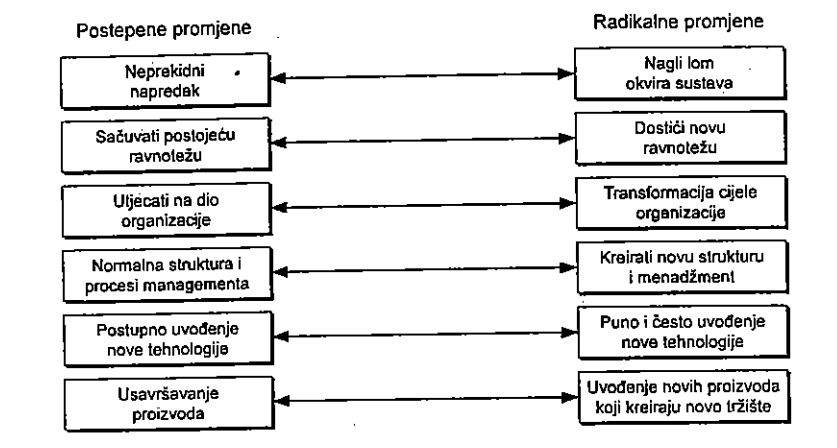 Postepene promjene
Radikalne promjene
Neprekidni
napredak
Nagli lom
okvira sustava
Sačuvati postojeću
ravnotežu
Dostići novu
ravnotežu
Utjecati na dio
organizacije
Transformacija cijele
organizacije
Normalna struktura i
procesi managementa
Kreirati novu strukturu
i menadžment
Postupno uvođenje
nove tehnologije
Puno i često uvođenje
nove tehnologije
Usavršavanje
proizvoda
Uvođenje novih proizvoda
koji kreiraju novo tržište